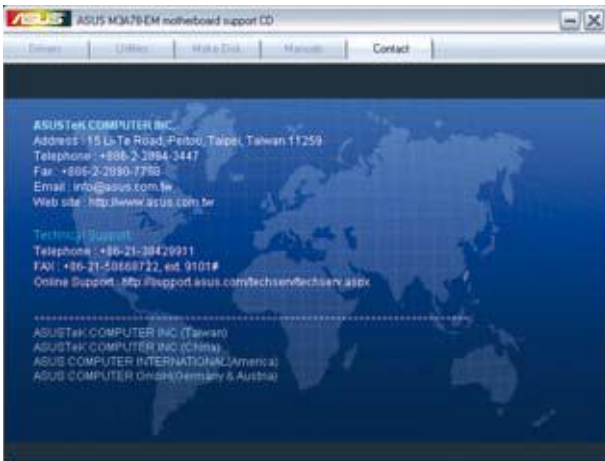 ASUS ASUS M3A78-EM motherboard support CD
Drivers Utilities Make Disk Manuals Contact
ASUSTeK COMPUTER INC.
Address : 15 Li-Te Road, Peitou, Taipei, Taiwan 11259
Telephone : +886-2-2894-3447
Fax : +886-2-2890-7798
Email : info@asus.com.tw
Web site : http://www.asus.com.tw
Technical Support
Telephone : +86-21-38429911
FAX : +86-21-58668722, ext. 9101#
Online Support : http://support.asus.com/techserv/techserv.aspx
ASUSTeK COMPUTER INC.(Taiwan)
ASUSTeK COMPUTER INC.(China)
ASUS COMPUTER INTERNATIONAL(America)
ASUS COMPUTER GmbH(Germany & Austria)